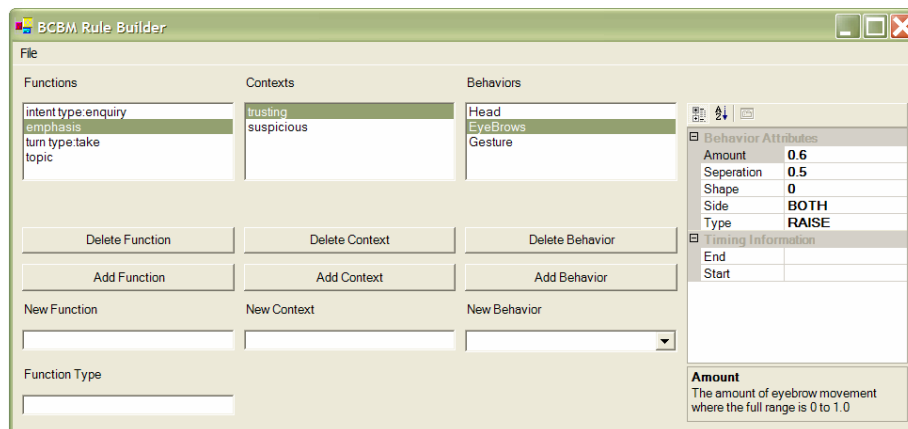 BCBM Rule Builder
File
Functions
Contexts
Behaviors
intent type:enquiry
emphasis
turn type:take
topic
trusting
suspicious
Head
EyeBrows
Gesture
Behavior Attributes
Amount 0.6
Seperation 0.5
Shape 0
Side BOTH
Type RAISE
Timing Information
End
Start
Delete Function
Delete Context
Delete Behavior
Add Function
Add Context
Add Behavior
New Function
New Context
New Behavior
Function Type
Amount
The amount of eyebrow movement
where the full range is 0 to 1.0